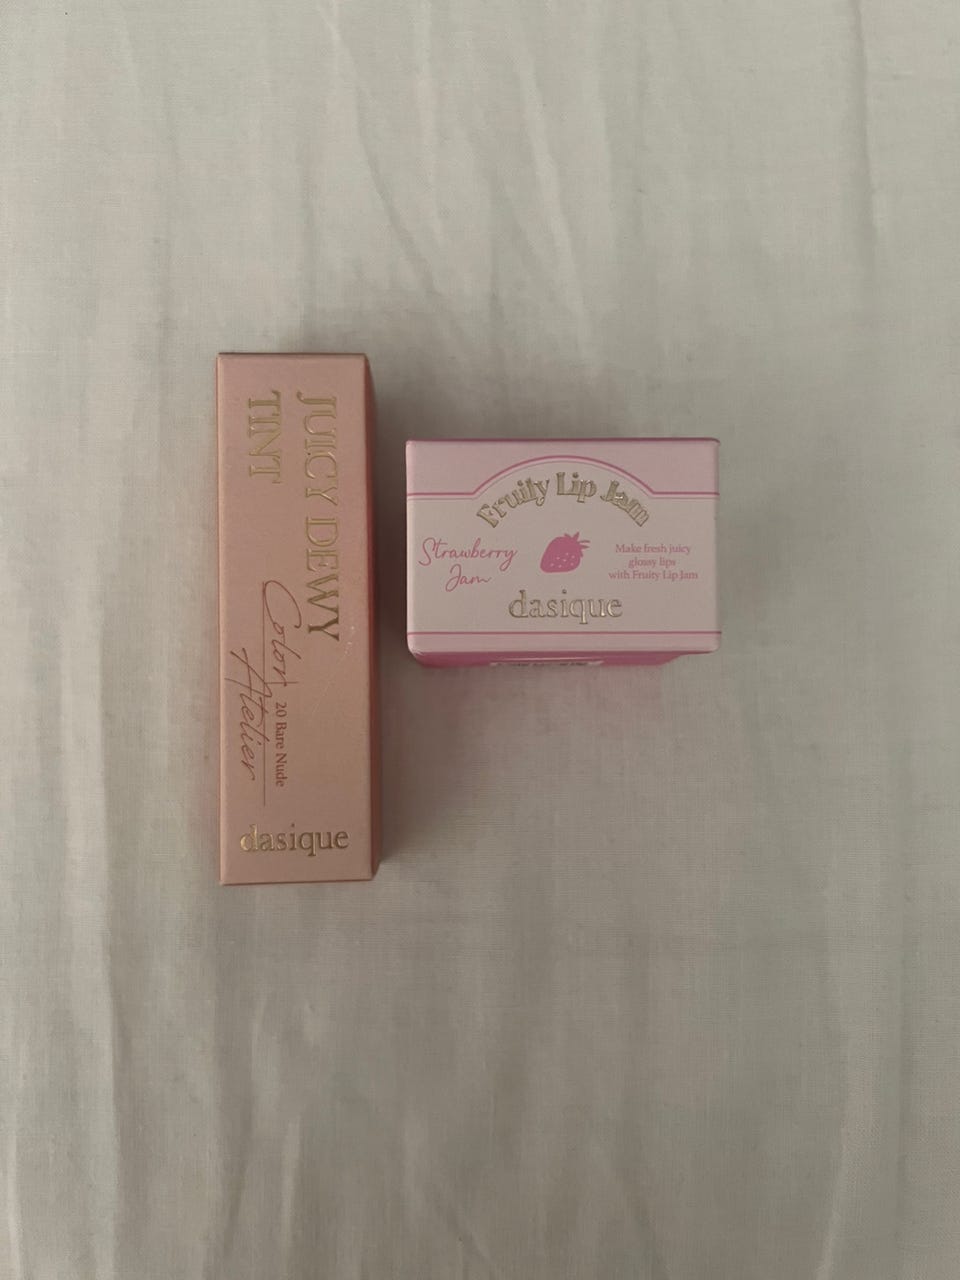 JUICY DEWY
TINT
Color
Atelier
20 Bare Nude
dasique
Fruity Lip Jam
Strawberry
Jam
Make fresh juicy
glossy lips
with Fruity Lip Jam
dasique